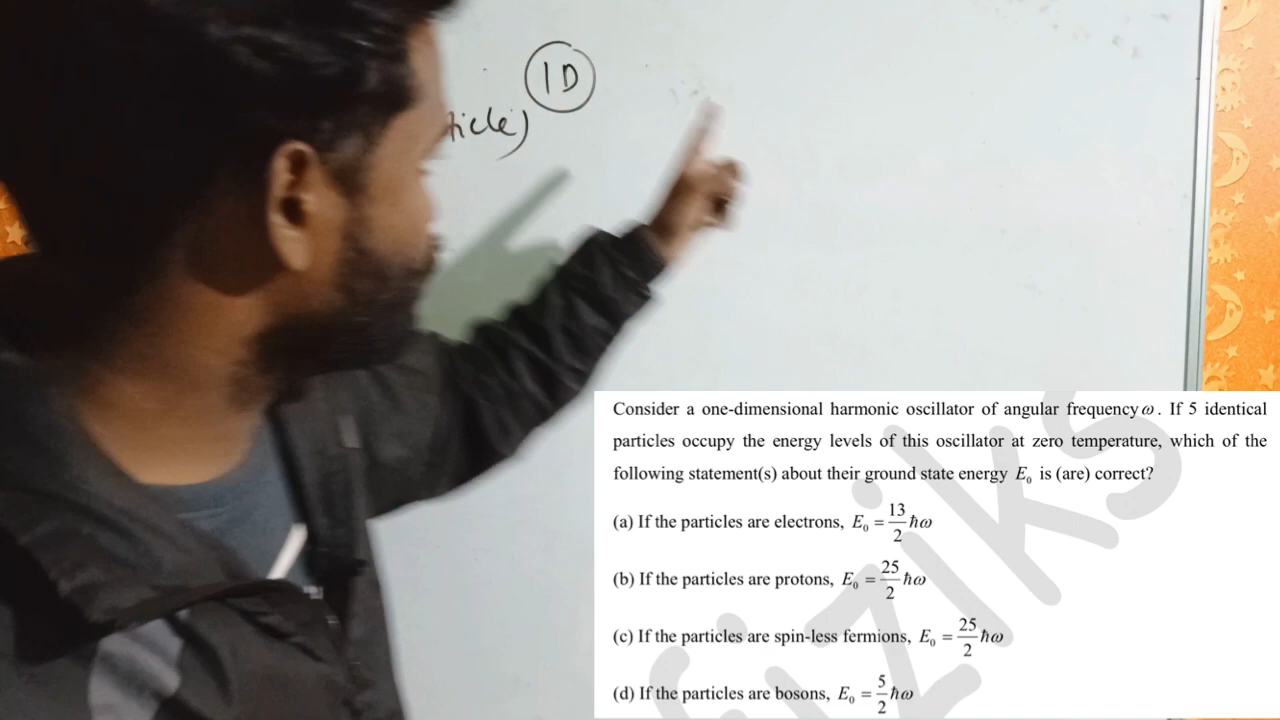 1D
Consider a one-dimensional harmonic oscillator of angular frequency ω. If 5 identical
particles occupy the energy levels of this oscillator at zero temperature, which of the
following statement(s) about their ground state energy E₀ is (are) correct?
(a) If the particles are electrons, E₀ = 13/2 ħω
(b) If the particles are protons, E₀ = 25/2 ħω
(c) If the particles are spin-less fermions, E₀ = 25/2 ħω
(d) If the particles are bosons, E₀ = 5/2 ħω
fiziks